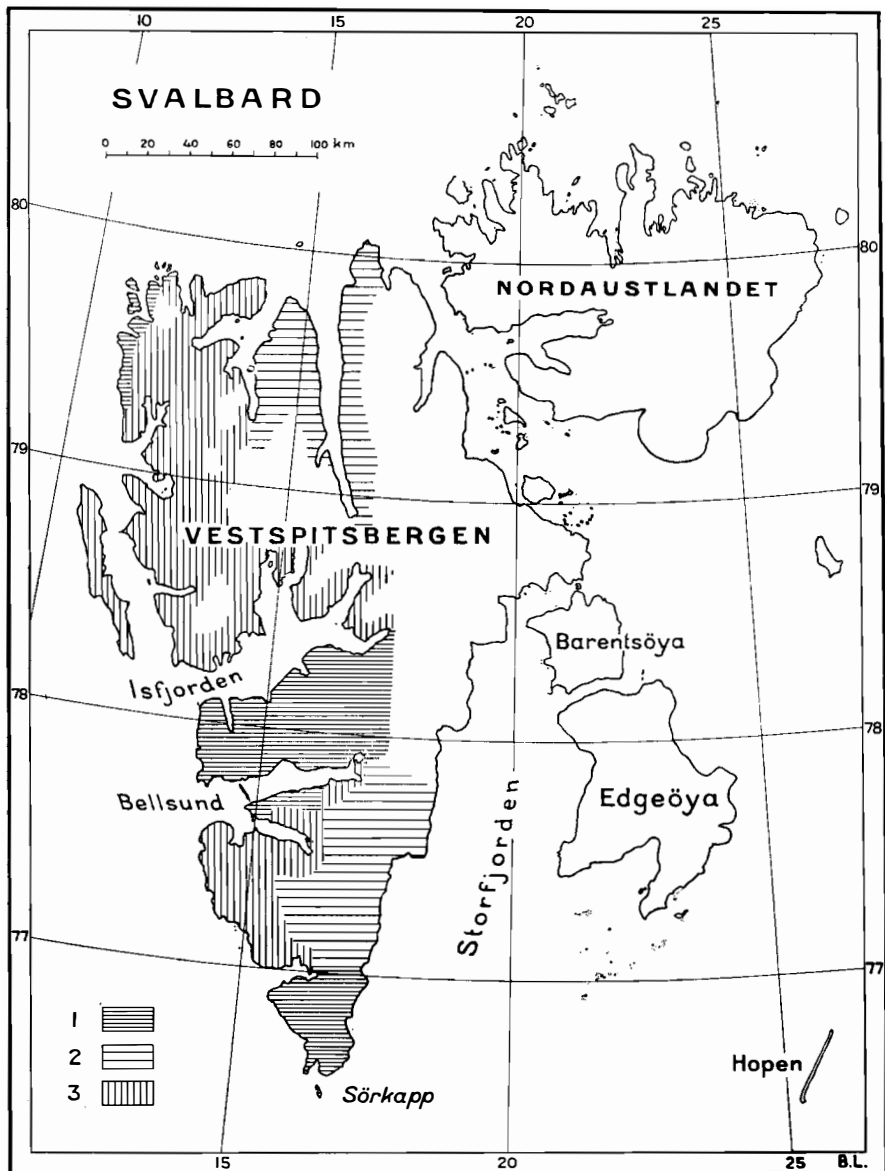 10 15 20 25
SVALBARD
0 20 40 60 80 100 km
80 80
NORDAUSTLANDET
79 79
VESTSPITSBERGEN
Barentsöya
Isfjorden
78 78
Bellsund
Edgeöya
Storfjorden
77 77
1
2
3
Hopen
Sörkapp
15 20 25 B.L.